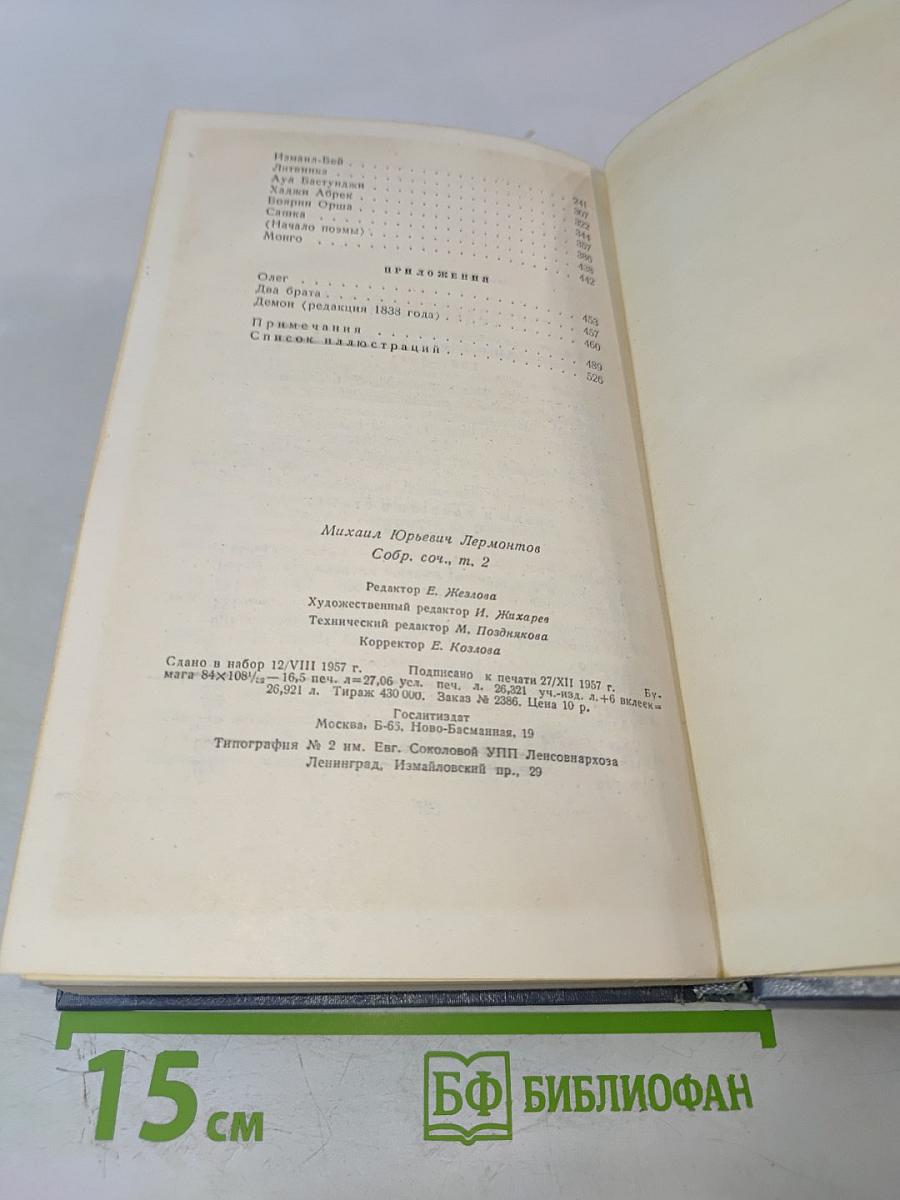 Измаил-Бей . . . . . . . . . . . . . . . 241
Литвинка . . . . . . . . . . . . . . . 307
Аул Бастунджи . . . . . . . . . . . . . . . 322
Хаджи Абрек . . . . . . . . . . . . . . . 344
Боярин Орша . . . . . . . . . . . . . . . 357
Сашка . . . . . . . . . . . . . . . 386
(Начало поэмы) . . . . . . . . . . . . . . . 438
Монго . . . . . . . . . . . . . . . 442
ПРИЛОЖЕНИЯ
Олег . . . . . . . . . . . . . . . 453
Два брата . . . . . . . . . . . . . . . 457
Демон (редакция 1838 года) . . . . . . . . . . 460
Примечания . . . . . . . . . . . . . . . 489
Список иллюстраций . . . . . . . . . . 526
Михаил Юрьевич Лермонтов
Собр. соч., т. 2
Редактор Е. Жезлова
Художественный редактор И. Жихарев
Технический редактор М. Позднякова
Корректор Е. Козлова
Сдано в набор 12/VIII 1957 г. Подписано к печати 27/XII 1957 г. Бу-
мага 84×108¹/₃₂—16,5 печ. л=27,06 усл. печ. л. 26,321 уч.-изд. л.+6 вклеек=
26,921 л. Тираж 430 000. Заказ № 2386. Цена 10 р.
Гослитиздат
Москва, Б-66, Ново-Басманная, 19
Типография № 2 им. Евг. Соколовой УПП Ленсовнархоза
Ленинград, Измайловский пр., 29
15 см
БФ БИБЛИОФАН